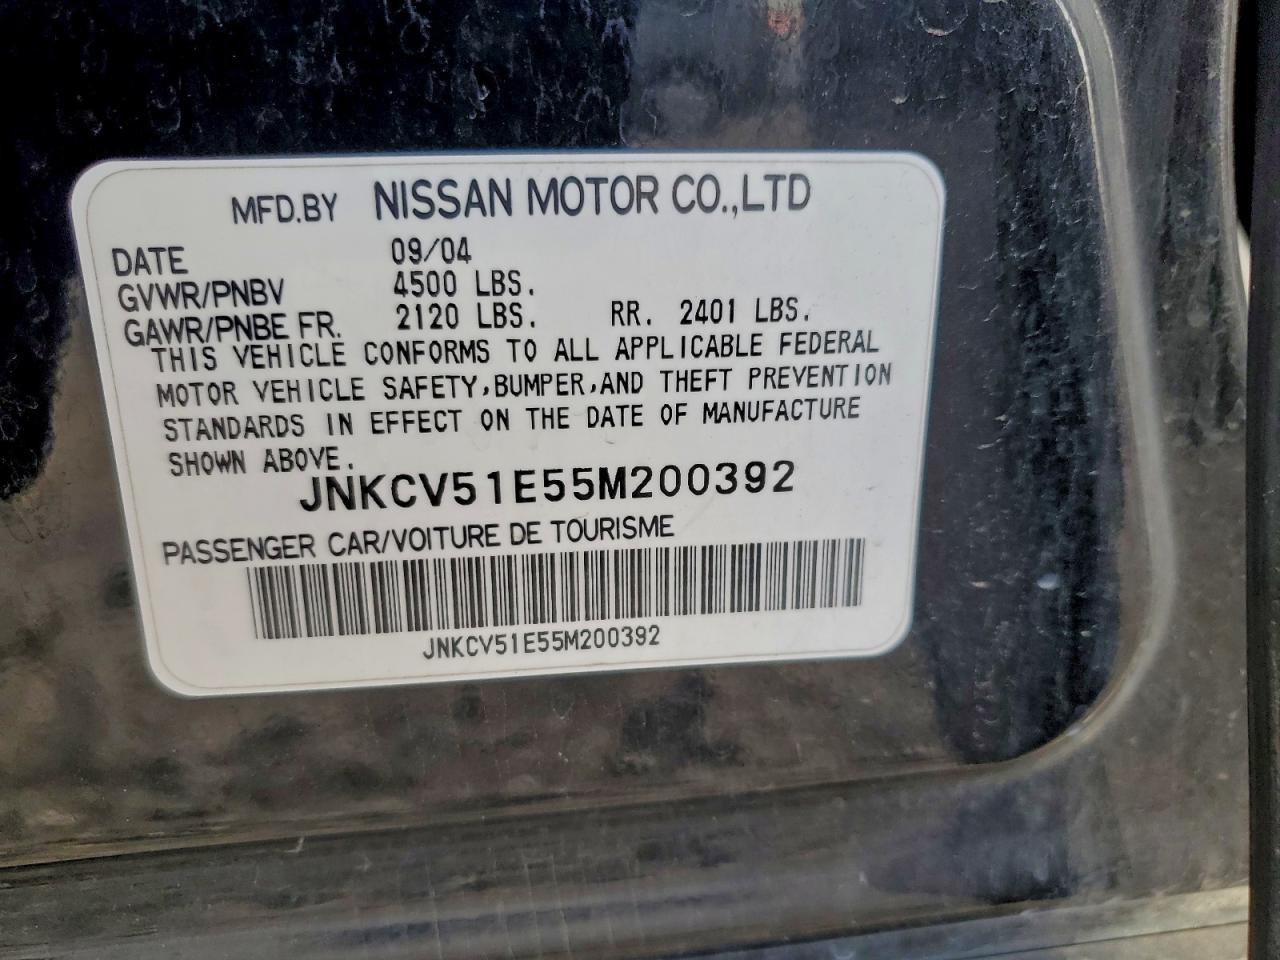 MFD.BY NISSAN MOTOR CO.,LTD
DATE 09/04
GVWR/PNBV 4500 LBS.
GAWR/PNBE FR. 2120 LBS. RR. 2401 LBS.
THIS VEHICLE CONFORMS TO ALL APPLICABLE FEDERAL
MOTOR VEHICLE SAFETY,BUMPER,AND THEFT PREVENTION
STANDARDS IN EFFECT ON THE DATE OF MANUFACTURE
SHOWN ABOVE.
JNKCV51E55M200392
PASSENGER CAR/VOITURE DE TOURISME
JNKCV51E55M200392